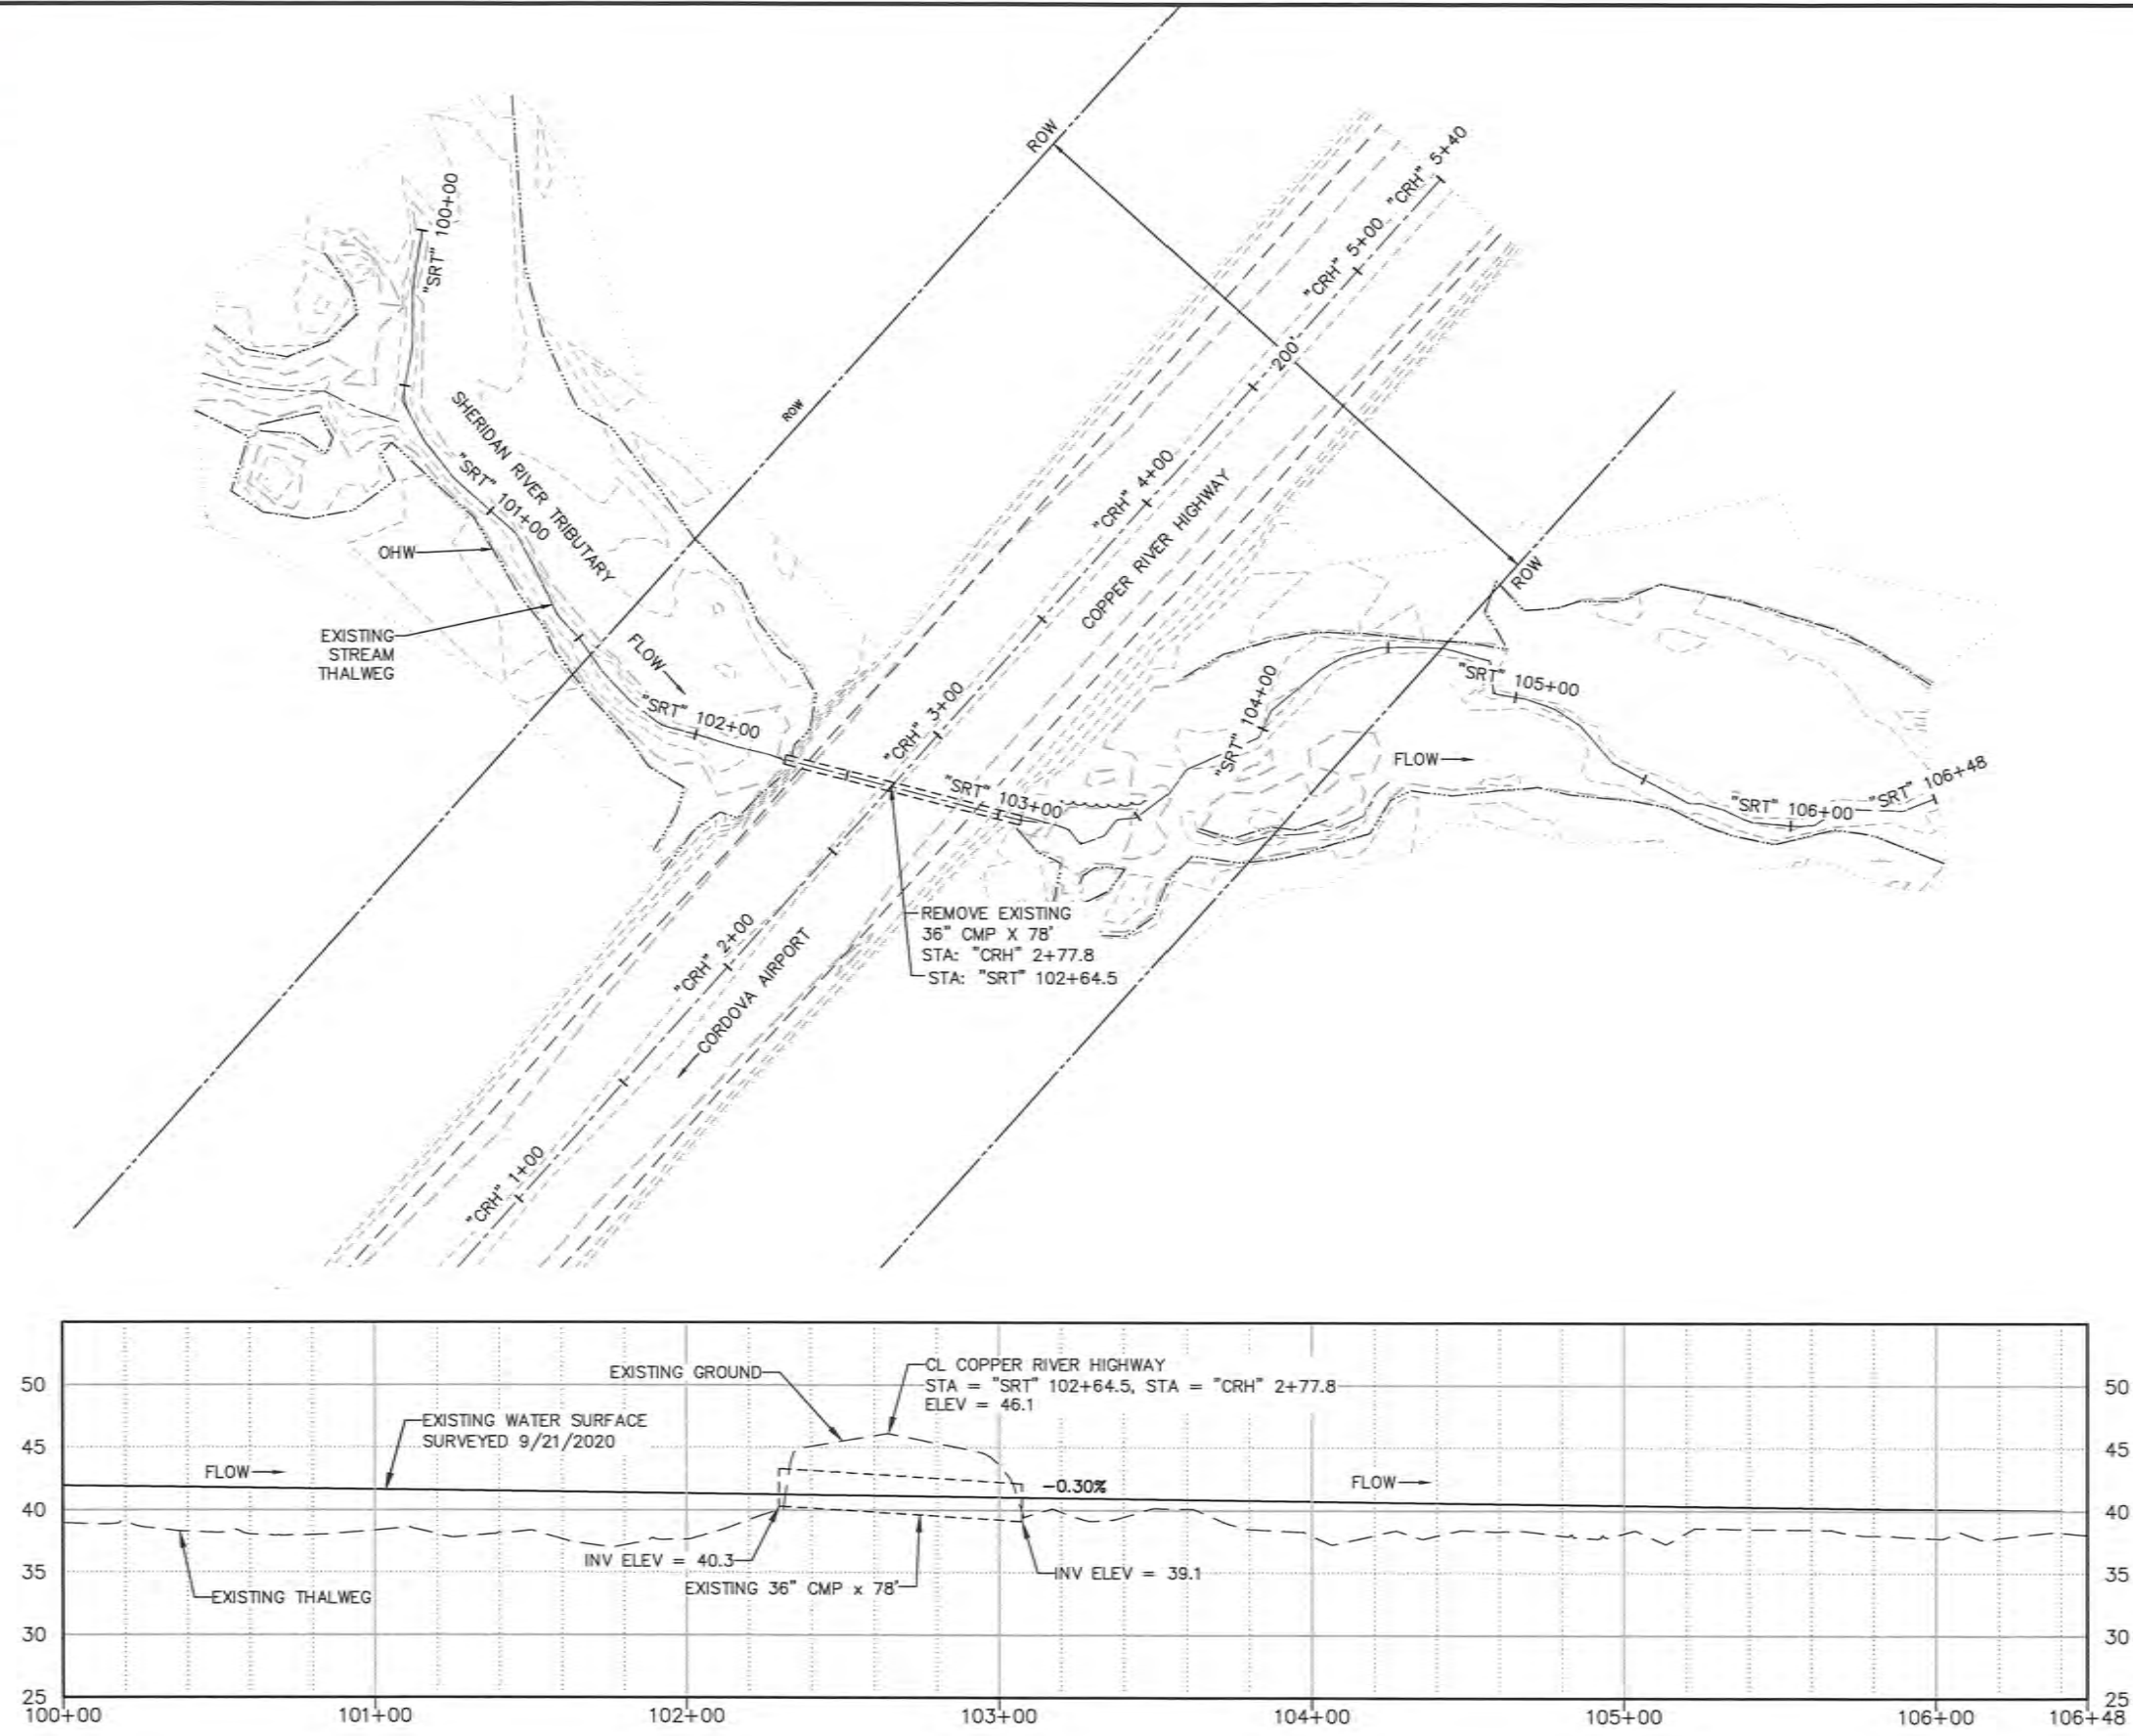 ROW
"CRH" 5+40
"SRT" 100+00
"CRH" 5+00
200'
ROW
SHERIDAN RIVER TRIBUTARY
"SRT" 101+00
"CRH" 4+00
COPPER RIVER HIGHWAY
OHW
ROW
EXISTING
STREAM
THALWEG
FLOW
"SRT" 102+00
"CRH" 3+00
"SRT" 104+00
"SRT" 105+00
FLOW
"SRT" 103+00
"SRT" 106+00
"SRT" 106+48
REMOVE EXISTING
36" CMP X 78'
STA: "CRH" 2+77.8
STA: "SRT" 102+64.5
"CRH" 2+00
CORDOVA AIRPORT
"CRH" 1+00
EXISTING GROUND
CL COPPER RIVER HIGHWAY
STA = "SRT" 102+64.5, STA = "CRH" 2+77.8
ELEV = 46.1
50
50
EXISTING WATER SURFACE
SURVEYED 9/21/2020
45
45
FLOW
-0.30%
FLOW
40
40
INV ELEV = 40.3
INV ELEV = 39.1
EXISTING 36" CMP x 78'
35
35
EXISTING THALWEG
30
30
25
25
100+00
101+00
102+00
103+00
104+00
105+00
106+00
106+48